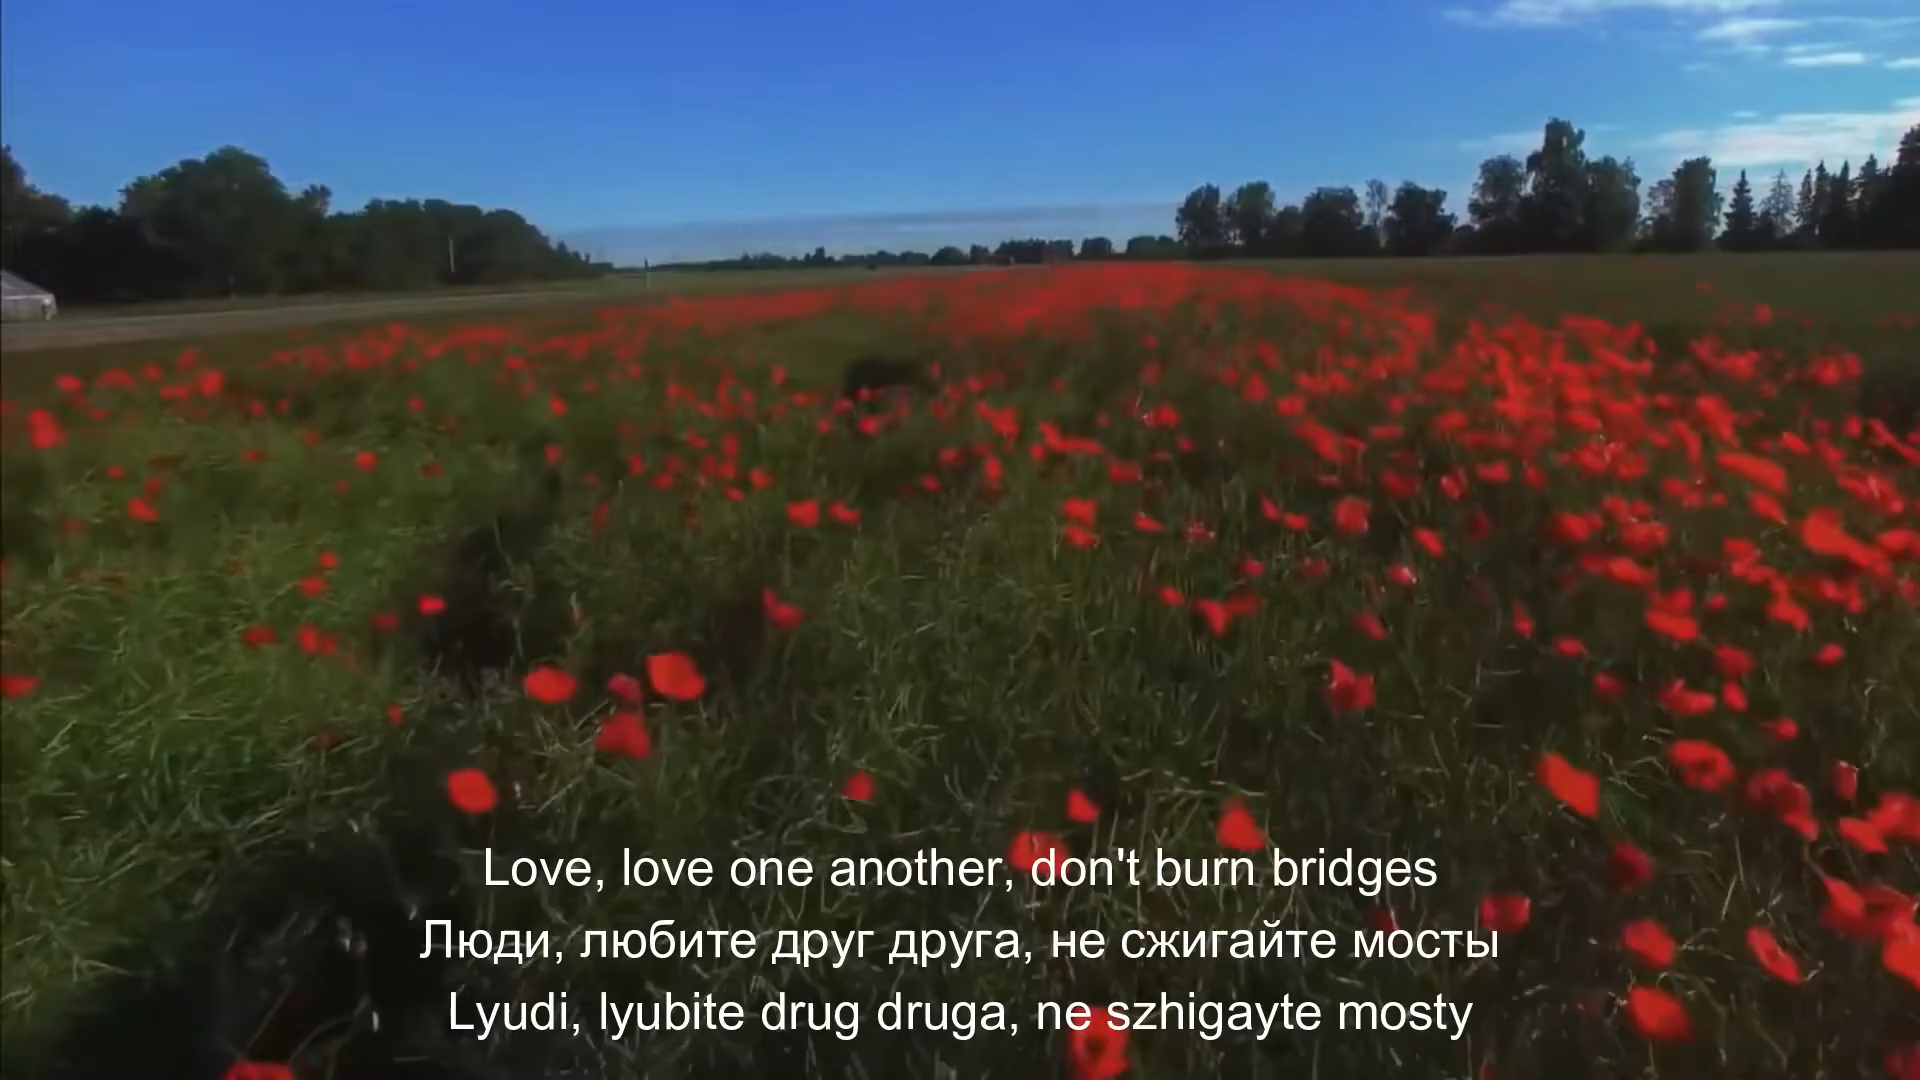 Love, love one another, don't burn bridges
Люди, любите друг друга, не сжигайте мосты
Lyudi, lyubite drug druga, ne szhigayte mosty